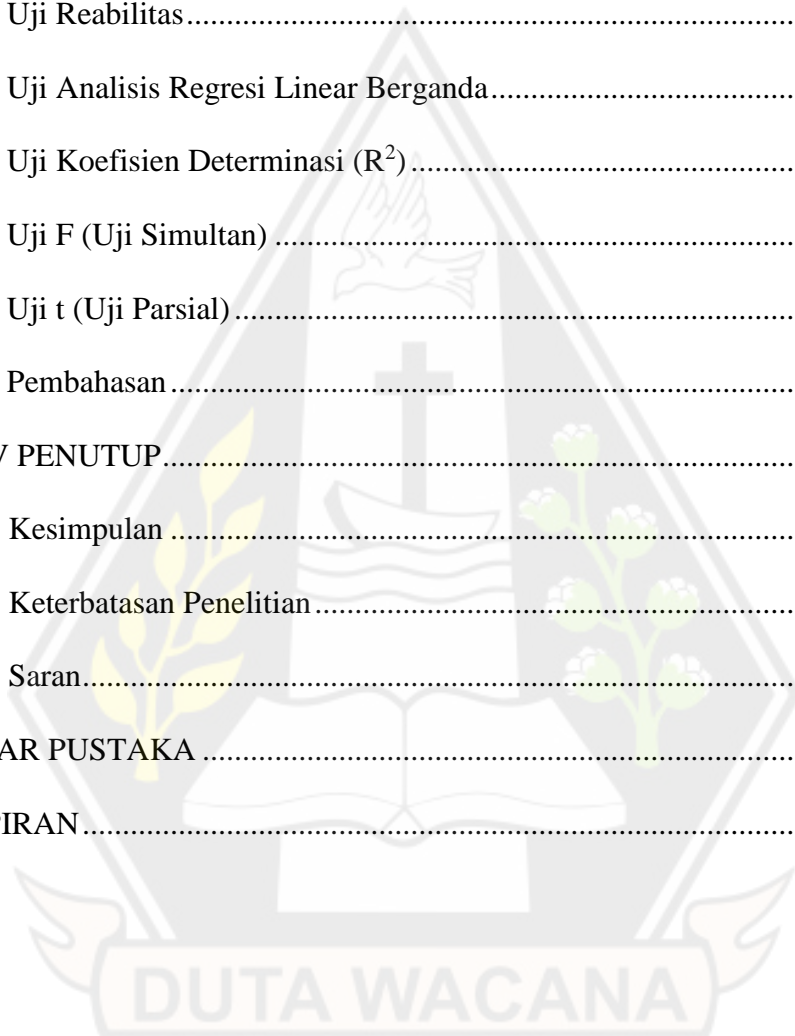 Uji Reabilitas..........................................................................
Uji Analisis Regresi Linear Berganda......................................
Uji Koefisien Determinasi (R²)................................................
Uji F (Uji Simultan) .................................................................
Uji t (Uji Parsial).......................................................................
Pembahasan..............................................................................
V PENUTUP...............................................................................
Kesimpulan ..............................................................................
Keterbatasan Penelitian............................................................
Saran.........................................................................................
AR PUSTAKA ..........................................................................
PIRAN.........................................................................................
DUTA WACANA